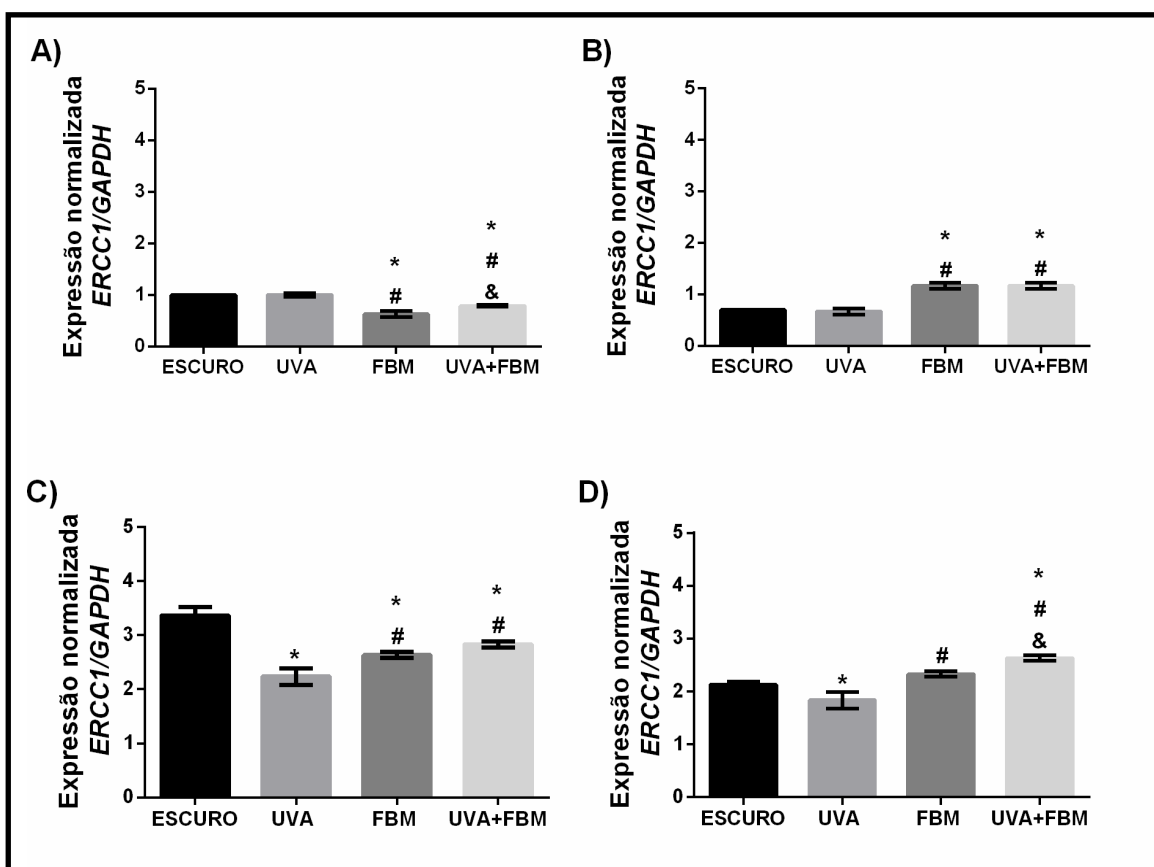 A)
Expressão normalizada
ERCC1/GAPDH
5
4
3
2
1
0
*
#
*
#
&
ESCURO UVA FBM UVA+FBM
B)
Expressão normalizada
ERCC1/GAPDH
5
4
3
2
1
0
*
#
*
#
ESCURO UVA FBM UVA+FBM
C)
Expressão normalizada
ERCC1/GAPDH
5
4
3
2
1
0
*
*
#
*
#
ESCURO UVA FBM UVA+FBM
D)
Expressão normalizada
ERCC1/GAPDH
5
4
3
2
1
0
*
#
*
#
&
ESCURO UVA FBM UVA+FBM